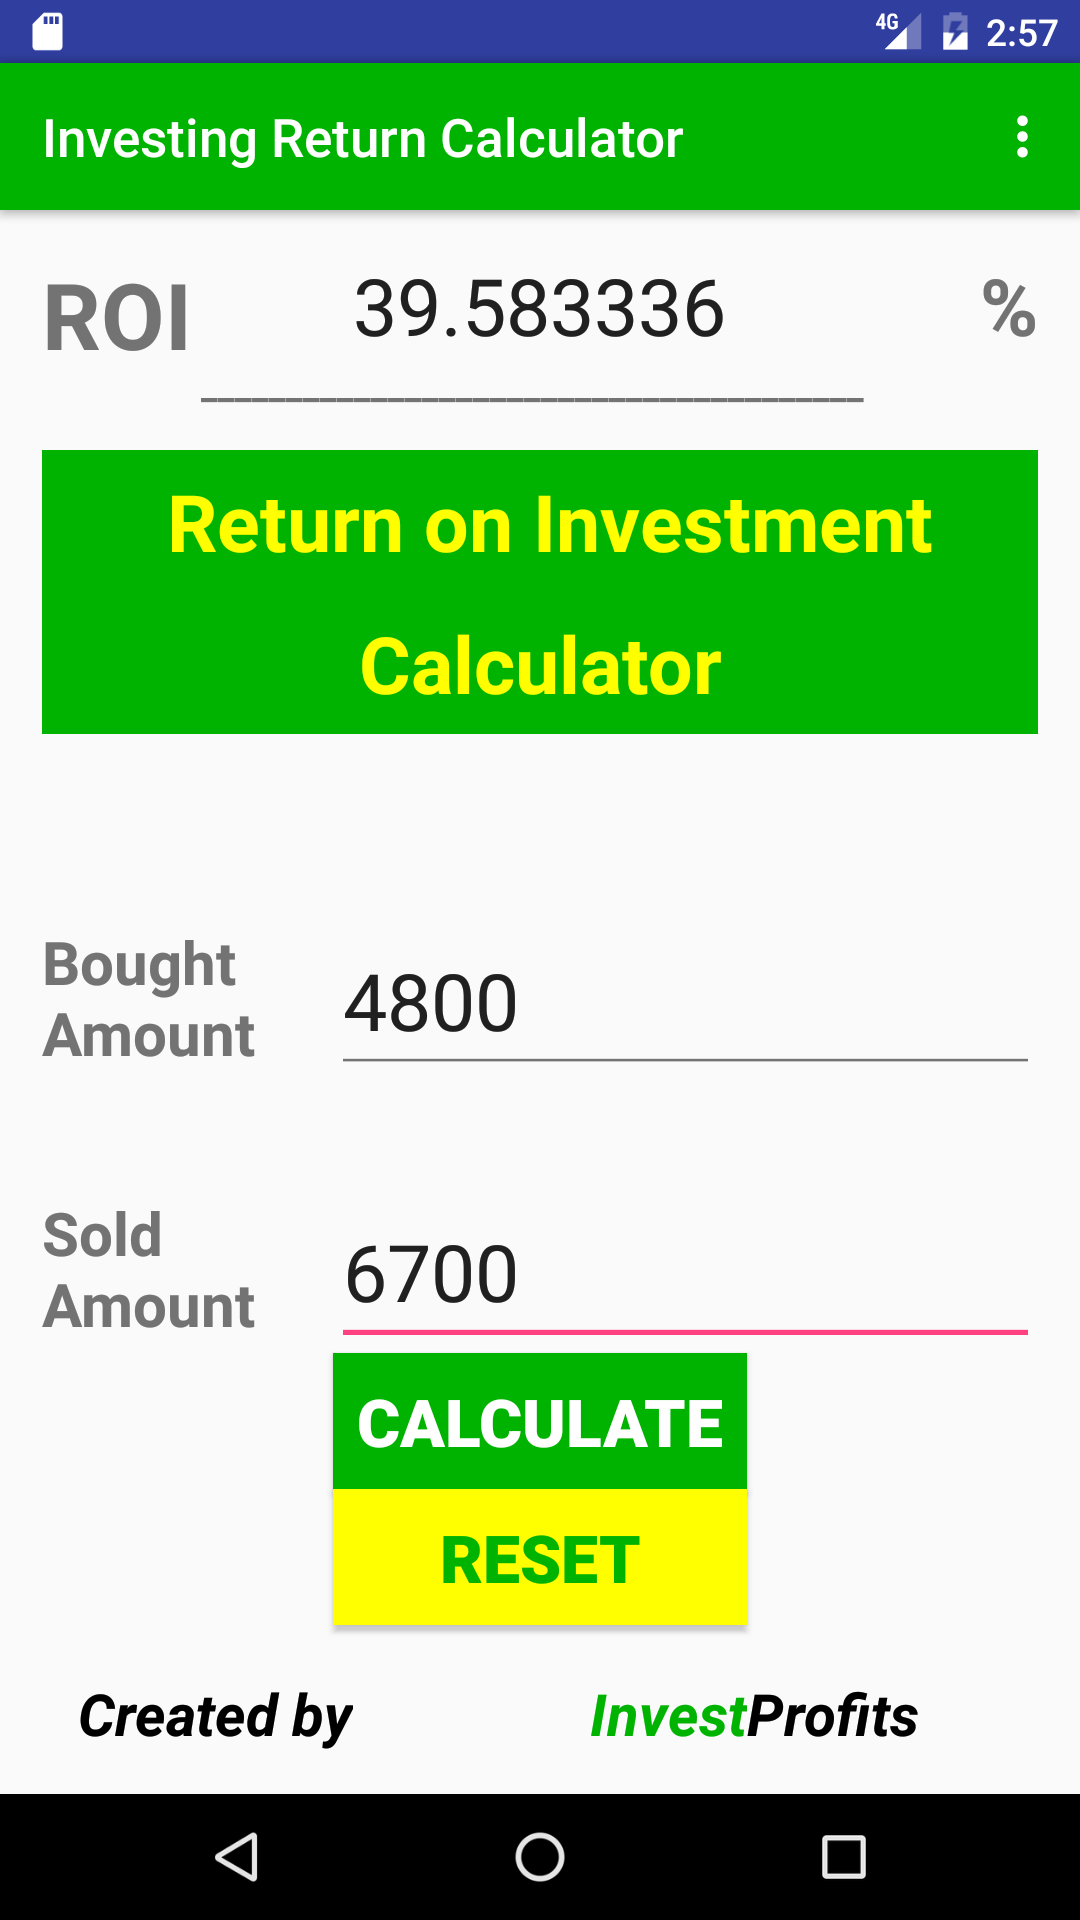 4G 2:57
Investing Return Calculator
ROI 39.583336 %
Return on Investment
Calculator
Bought
Amount
4800
Sold
Amount
6700
CALCULATE
RESET
Created by InvestProfits